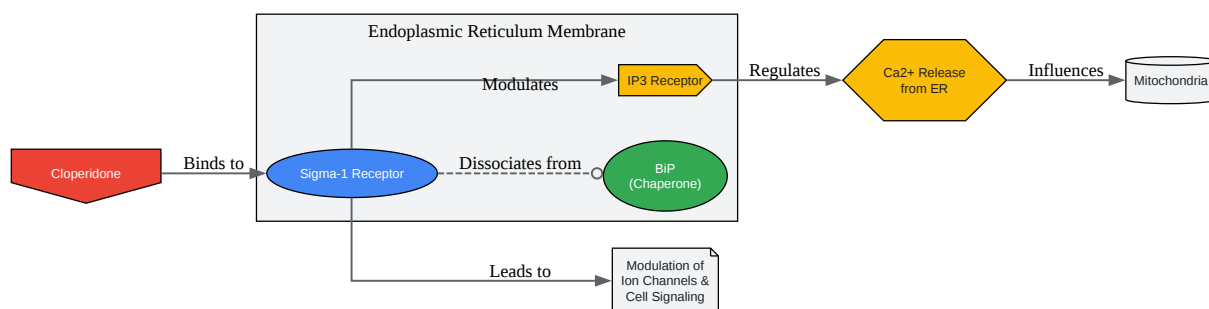 Endoplasmic Reticulum Membrane
Modulates
IP3 Receptor
Regulates
Ca2+ Release
from ER
Influences
Mitochondria
Cloperidone
Binds to
Sigma-1 Receptor
Dissociates from
BiP
(Chaperone)
Leads to
Modulation of
Ion Channels &
Cell Signaling